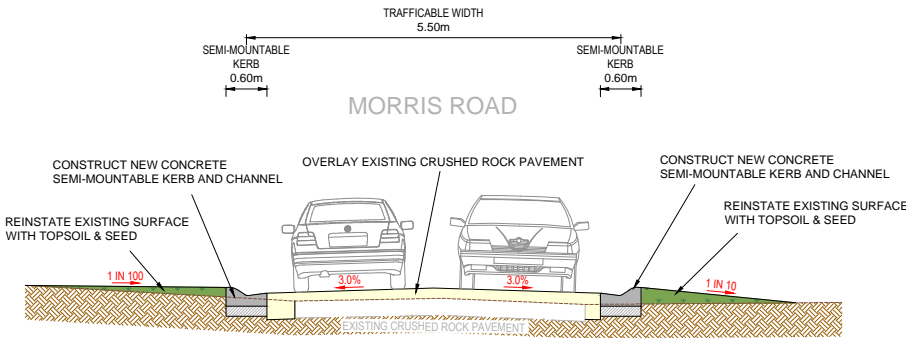 TRAFFICABLE WIDTH
5.50m
SEMI-MOUNTABLE
KERB
0.60m
SEMI-MOUNTABLE
KERB
0.60m
MORRIS ROAD
CONSTRUCT NEW CONCRETE
SEMI-MOUNTABLE KERB AND CHANNEL
OVERLAY EXISTING CRUSHED ROCK PAVEMENT
CONSTRUCT NEW CONCRETE
SEMI-MOUNTABLE KERB AND CHANNEL
REINSTATE EXISTING SURFACE
WITH TOPSOIL & SEED
REINSTATE EXISTING SURFACE
WITH TOPSOIL & SEED
1 IN 100
3.0%
3.0%
1 IN 10
EXISTING CRUSHED ROCK PAVEMENT